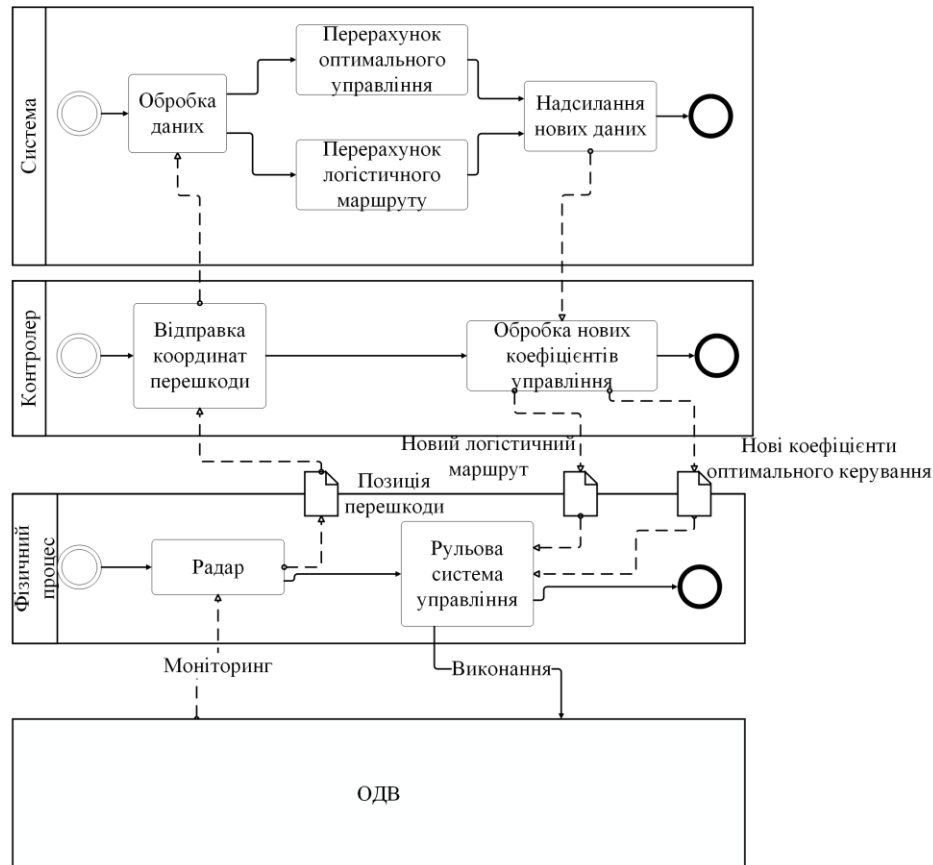 Система
Обробка
даних
Перерахунок
оптимального
управління
Перерахунок
логістичного
маршруту
Надсилання
нових даних
Контролер
Відправка
координат
перешкоди
Обробка нових
коефіцієнтів
управління
Новий логістичний
маршрут
Нові коефіцієнти
оптимального керування
Позиція
перешкоди
Фізичний
процес
Радар
Рульова
система
управління
Моніторинг
Виконання
ОДВ